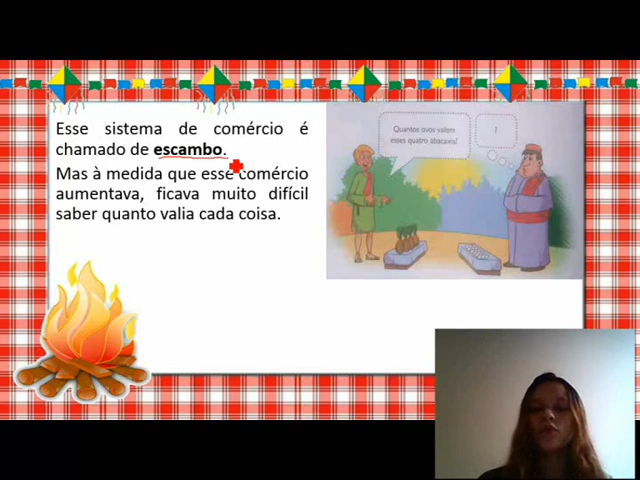 Esse sistema de comércio é
chamado de escambo.
Mas à medida que esse comércio
aumentava, ficava muito difícil
saber quanto valia cada coisa.
Quantos ovos valem
esses quatro abacaxis?